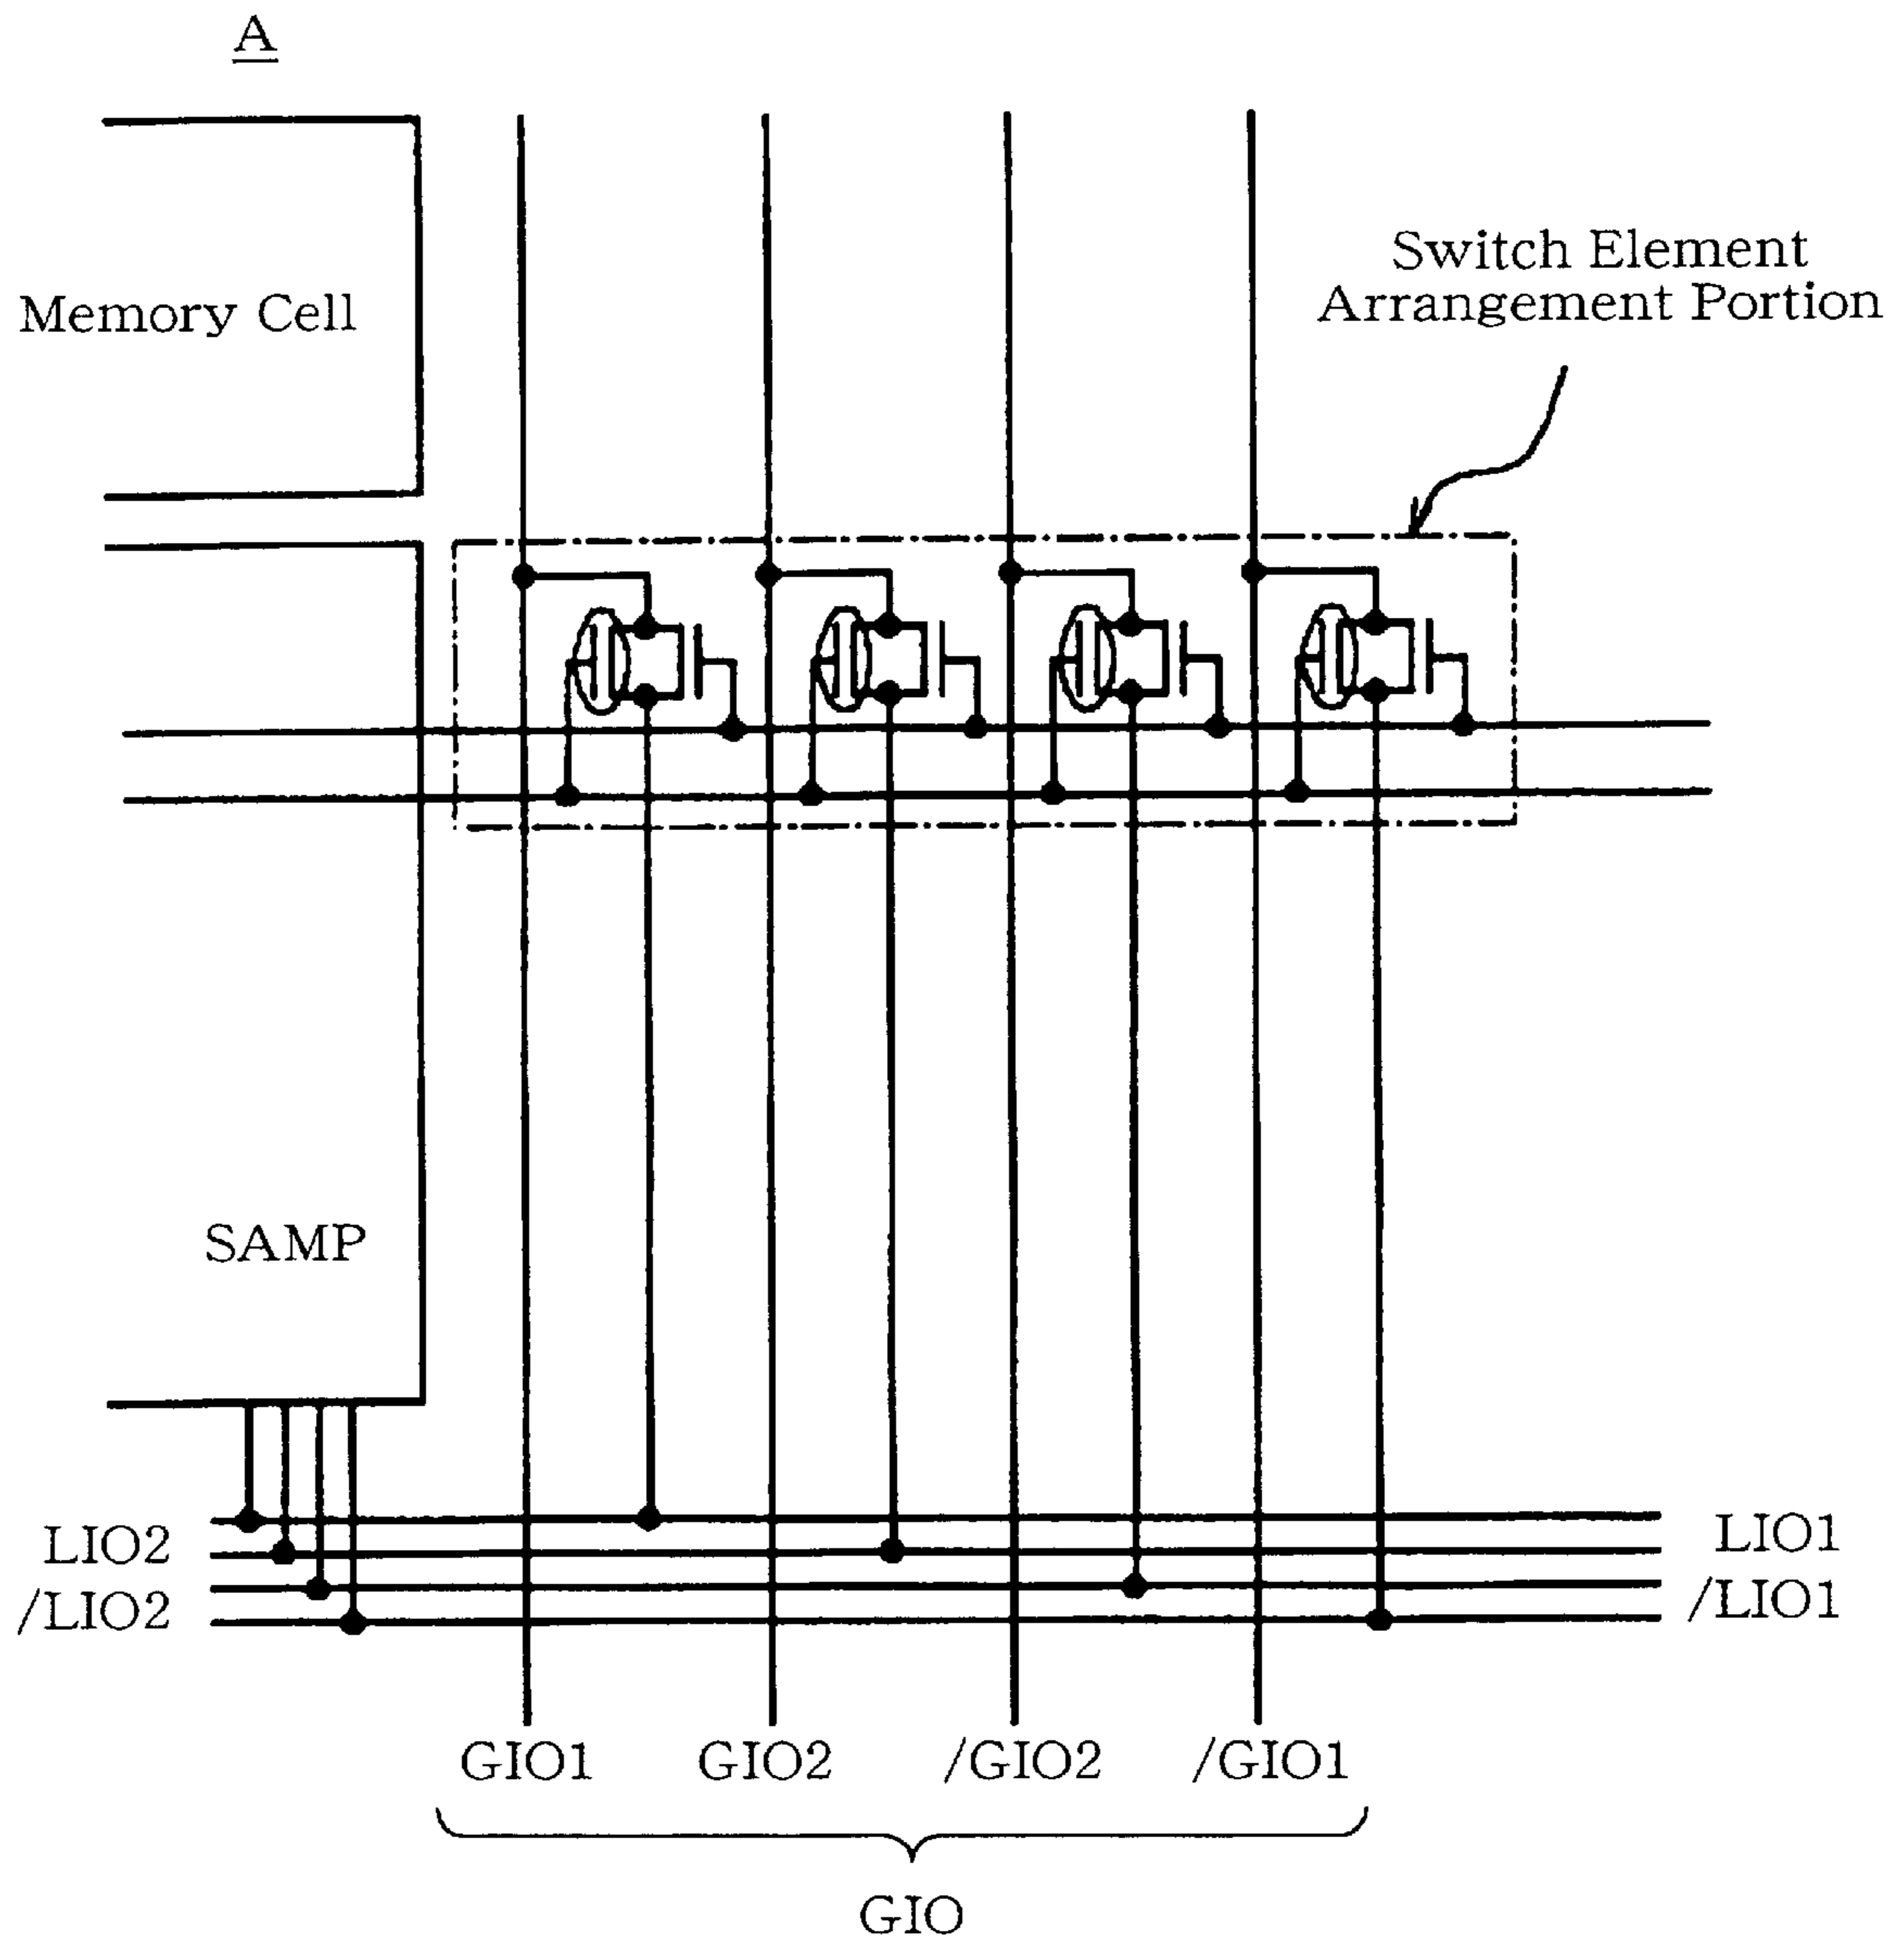 A
Switch Element
Arrangement Portion
Memory Cell
SAMP
LIO2
/LIO2
LIO1
/LIO1
GIO1
GIO2
/GIO2
/GIO1
GIO